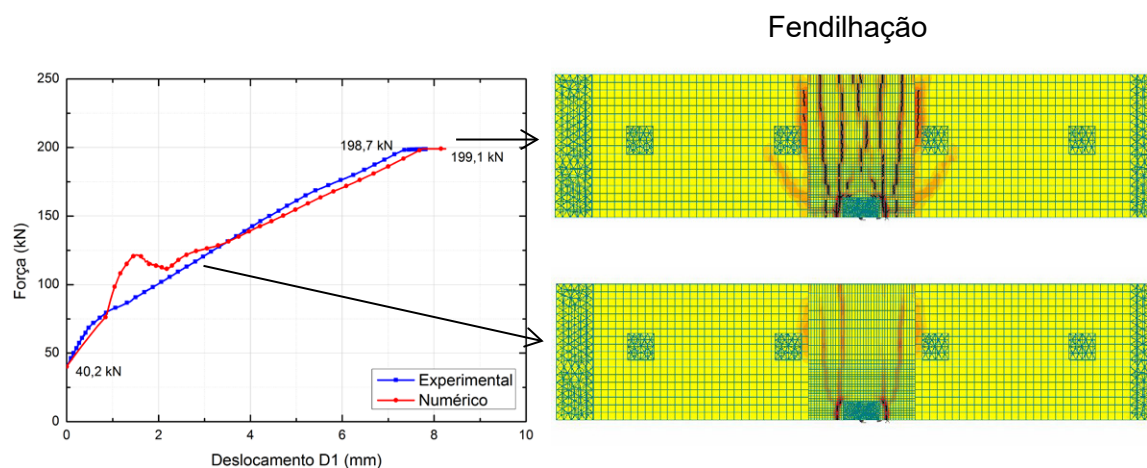 Fendilhação
250
200
150
100
50
0
Força (kN)
198,7 kN
199,1 kN
40,2 kN
Experimental
Numérico
0 2 4 6 8 10
Deslocamento D1 (mm)